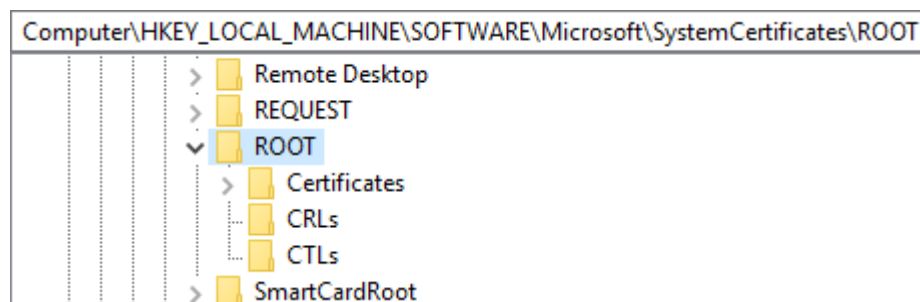 Computer\HKEY_LOCAL_MACHINE\SOFTWARE\Microsoft\SystemCertificates\ROOT
Remote Desktop
REQUEST
ROOT
Certificates
CRLs
CTLs
SmartCardRoot